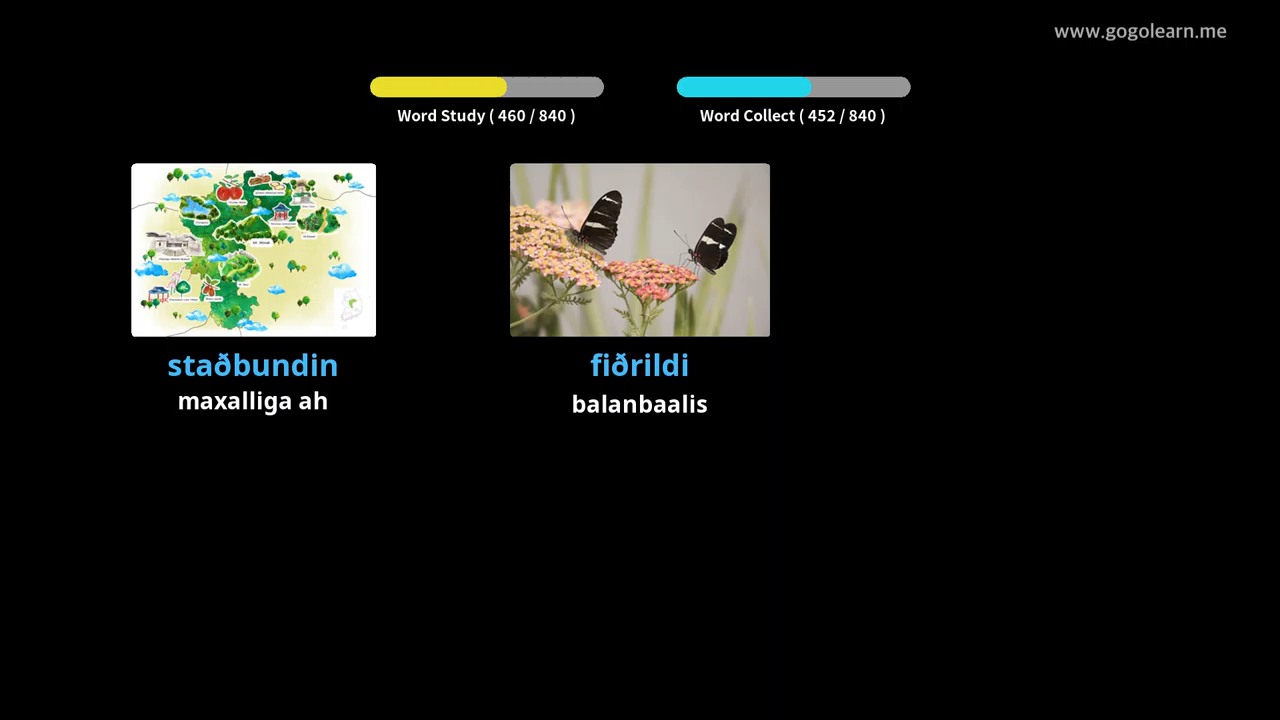 www.gogolearn.me
Word Study ( 460 / 840 )
Word Collect ( 452 / 840 )
staðbundin
maxalliga ah
fiðrildi
balanbaalis